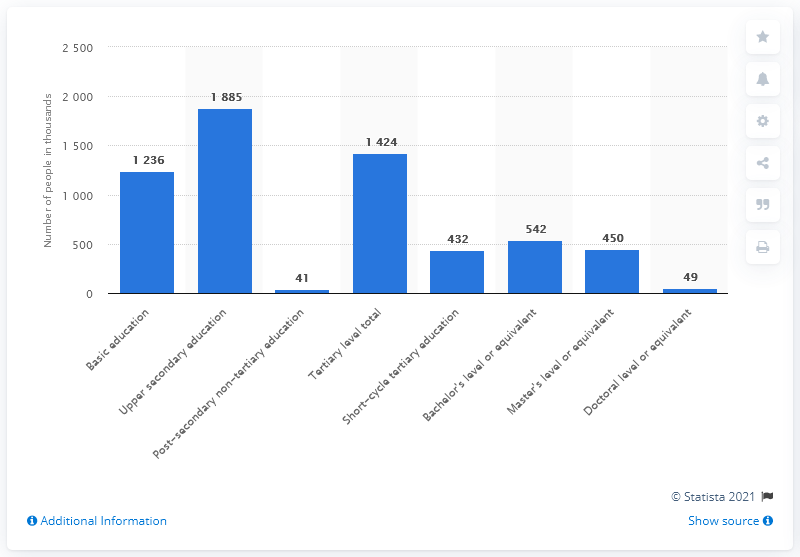 Number of people in thousands
2 500
2 000
1 500
1 000
500
0
1 236
1 885
41
1 424
432
542
450
49
Basic education
Upper secondary education
Post-secondary non-tertiary education
Tertiary level total
Short-cycle tertiary education
Bachelor's level or equivalent
Master's level or equivalent
Doctoral level or equivalent
© Statista 2021
Additional Information
Show source